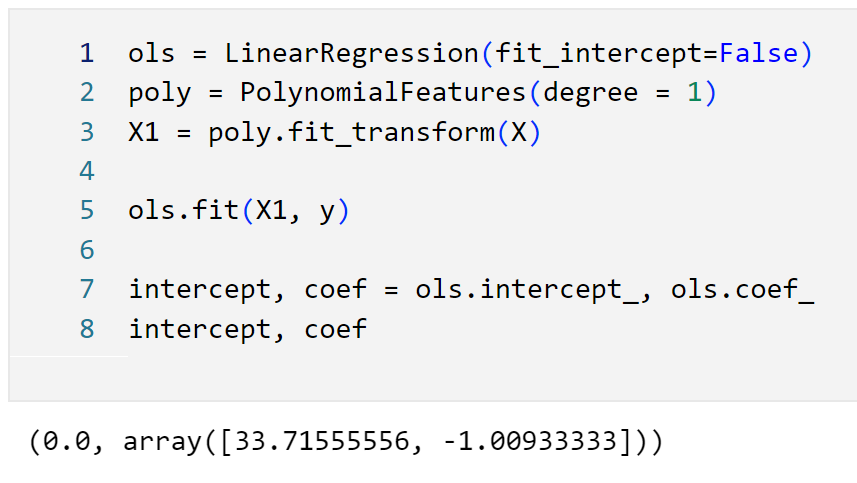 1 ols = LinearRegression(fit_intercept=False)
2 poly = PolynomialFeatures(degree = 1)
3 X1 = poly.fit_transform(X)
4
5 ols.fit(X1, y)
6
7 intercept, coef = ols.intercept_, ols.coef_
8 intercept, coef
(0.0, array([33.71555556, -1.00933333]))